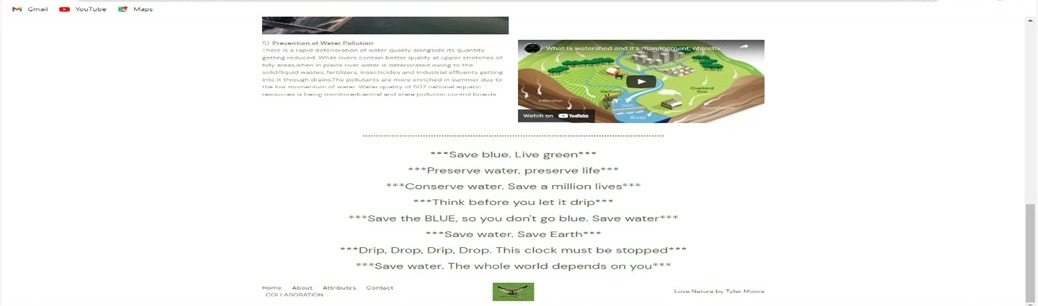 Gmail YouTube Maps
5) Prevention of Water Pollution:
There is a rapid deterioration of water quality alongside its quantity
getting reduced. While rivers contain better quality at upper stretches of
hilly areas,when in plains river water is deteriorated owing to the
solid/liquid wastes, fertilizers, insecticides and industrial effluents getting
into it through drains.The pollutants are more enriched in summer due to
the low momentum of water. Water quality of 507 national aquatic
resources is being monitored
and state pollution control boards
What is watershed and it's management, objectiv
Overland
flow
Watch on YouTube
***Save blue. Live green***
***Preserve water, preserve life***
***Conserve water. Save a million lives***
***Think before you let it drip***
***Save the BLUE, so you don't go blue. Save water***
***Save water. Save Earth***
***Drip, Drop, Drip, Drop. This clock must be stopped***
***Save water. The whole world depends on you***
Home About Attributes Contact
COLLABORATION
Love Nature by Tyler Moore